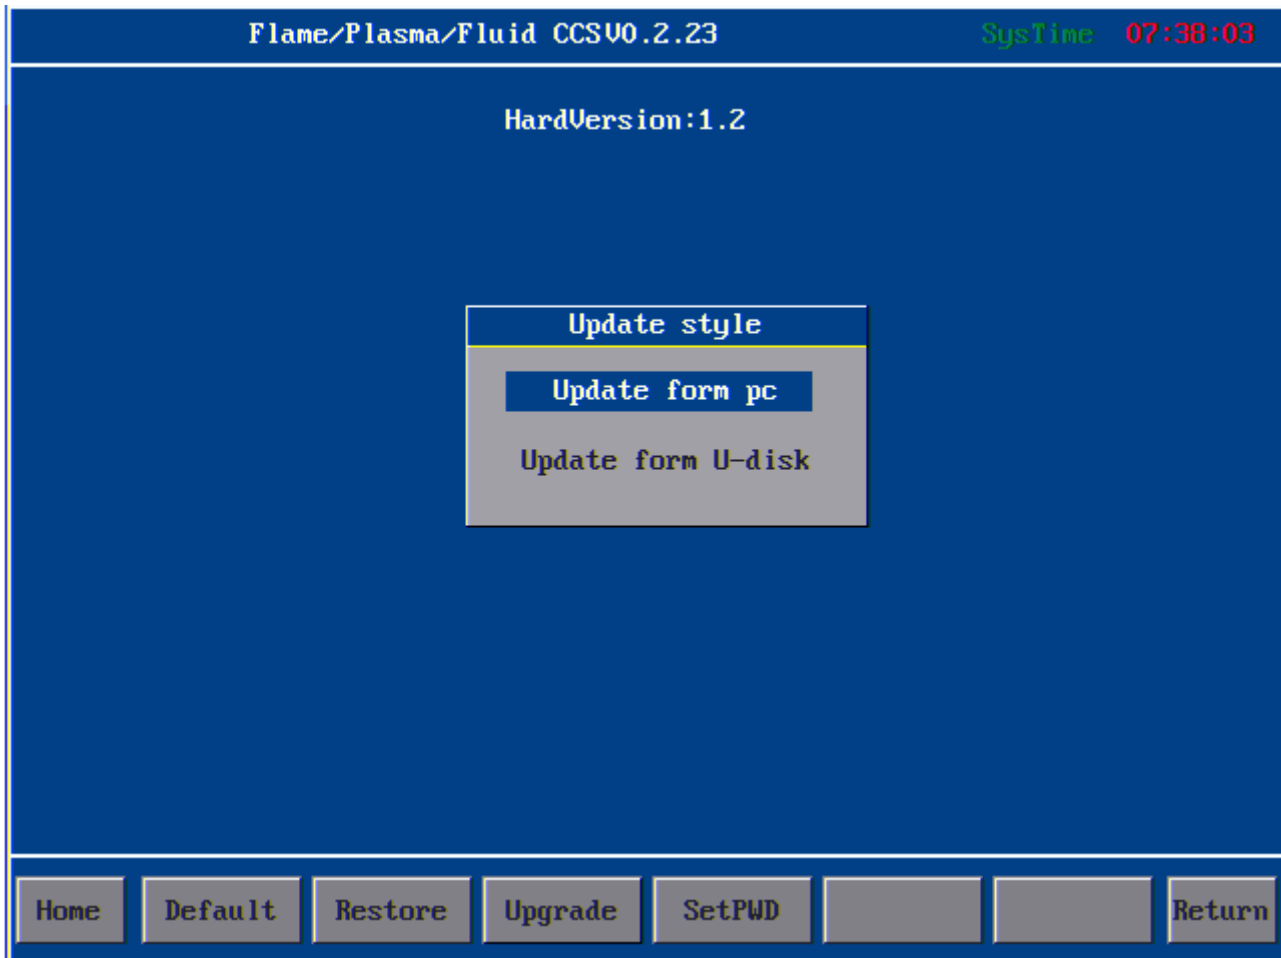 Flame/Plasma/Fluid CCSV0.2.23 SysTime 07:38:03
HardVersion:1.2
Update style
Update form pc
Update form U-disk
Home Default Restore Upgrade SetPWD Return